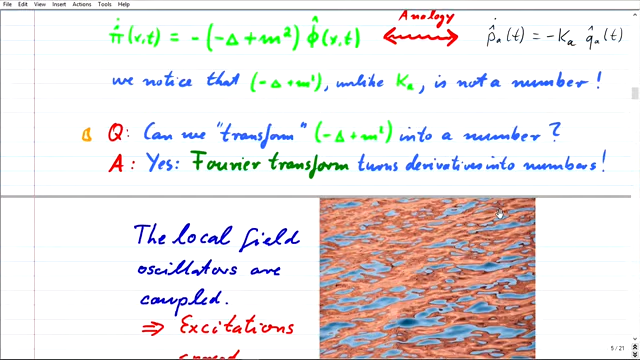 File Edit View Insert Actions Tools Help
π̂̇(x,t) = -(-Δ+m²) φ̂(x,t) Analogy p̂̇ₐ(t) = -Kₐ q̂ₐ(t)
we notice that (-Δ+m²), unlike Kₐ, is not a number!
Q: Can we "transform" (-Δ+m²) into a number?
A: Yes: Fourier transform turns derivatives into numbers!
The local field
oscillators are
coupled.
⇒ Excitations
5 / 21